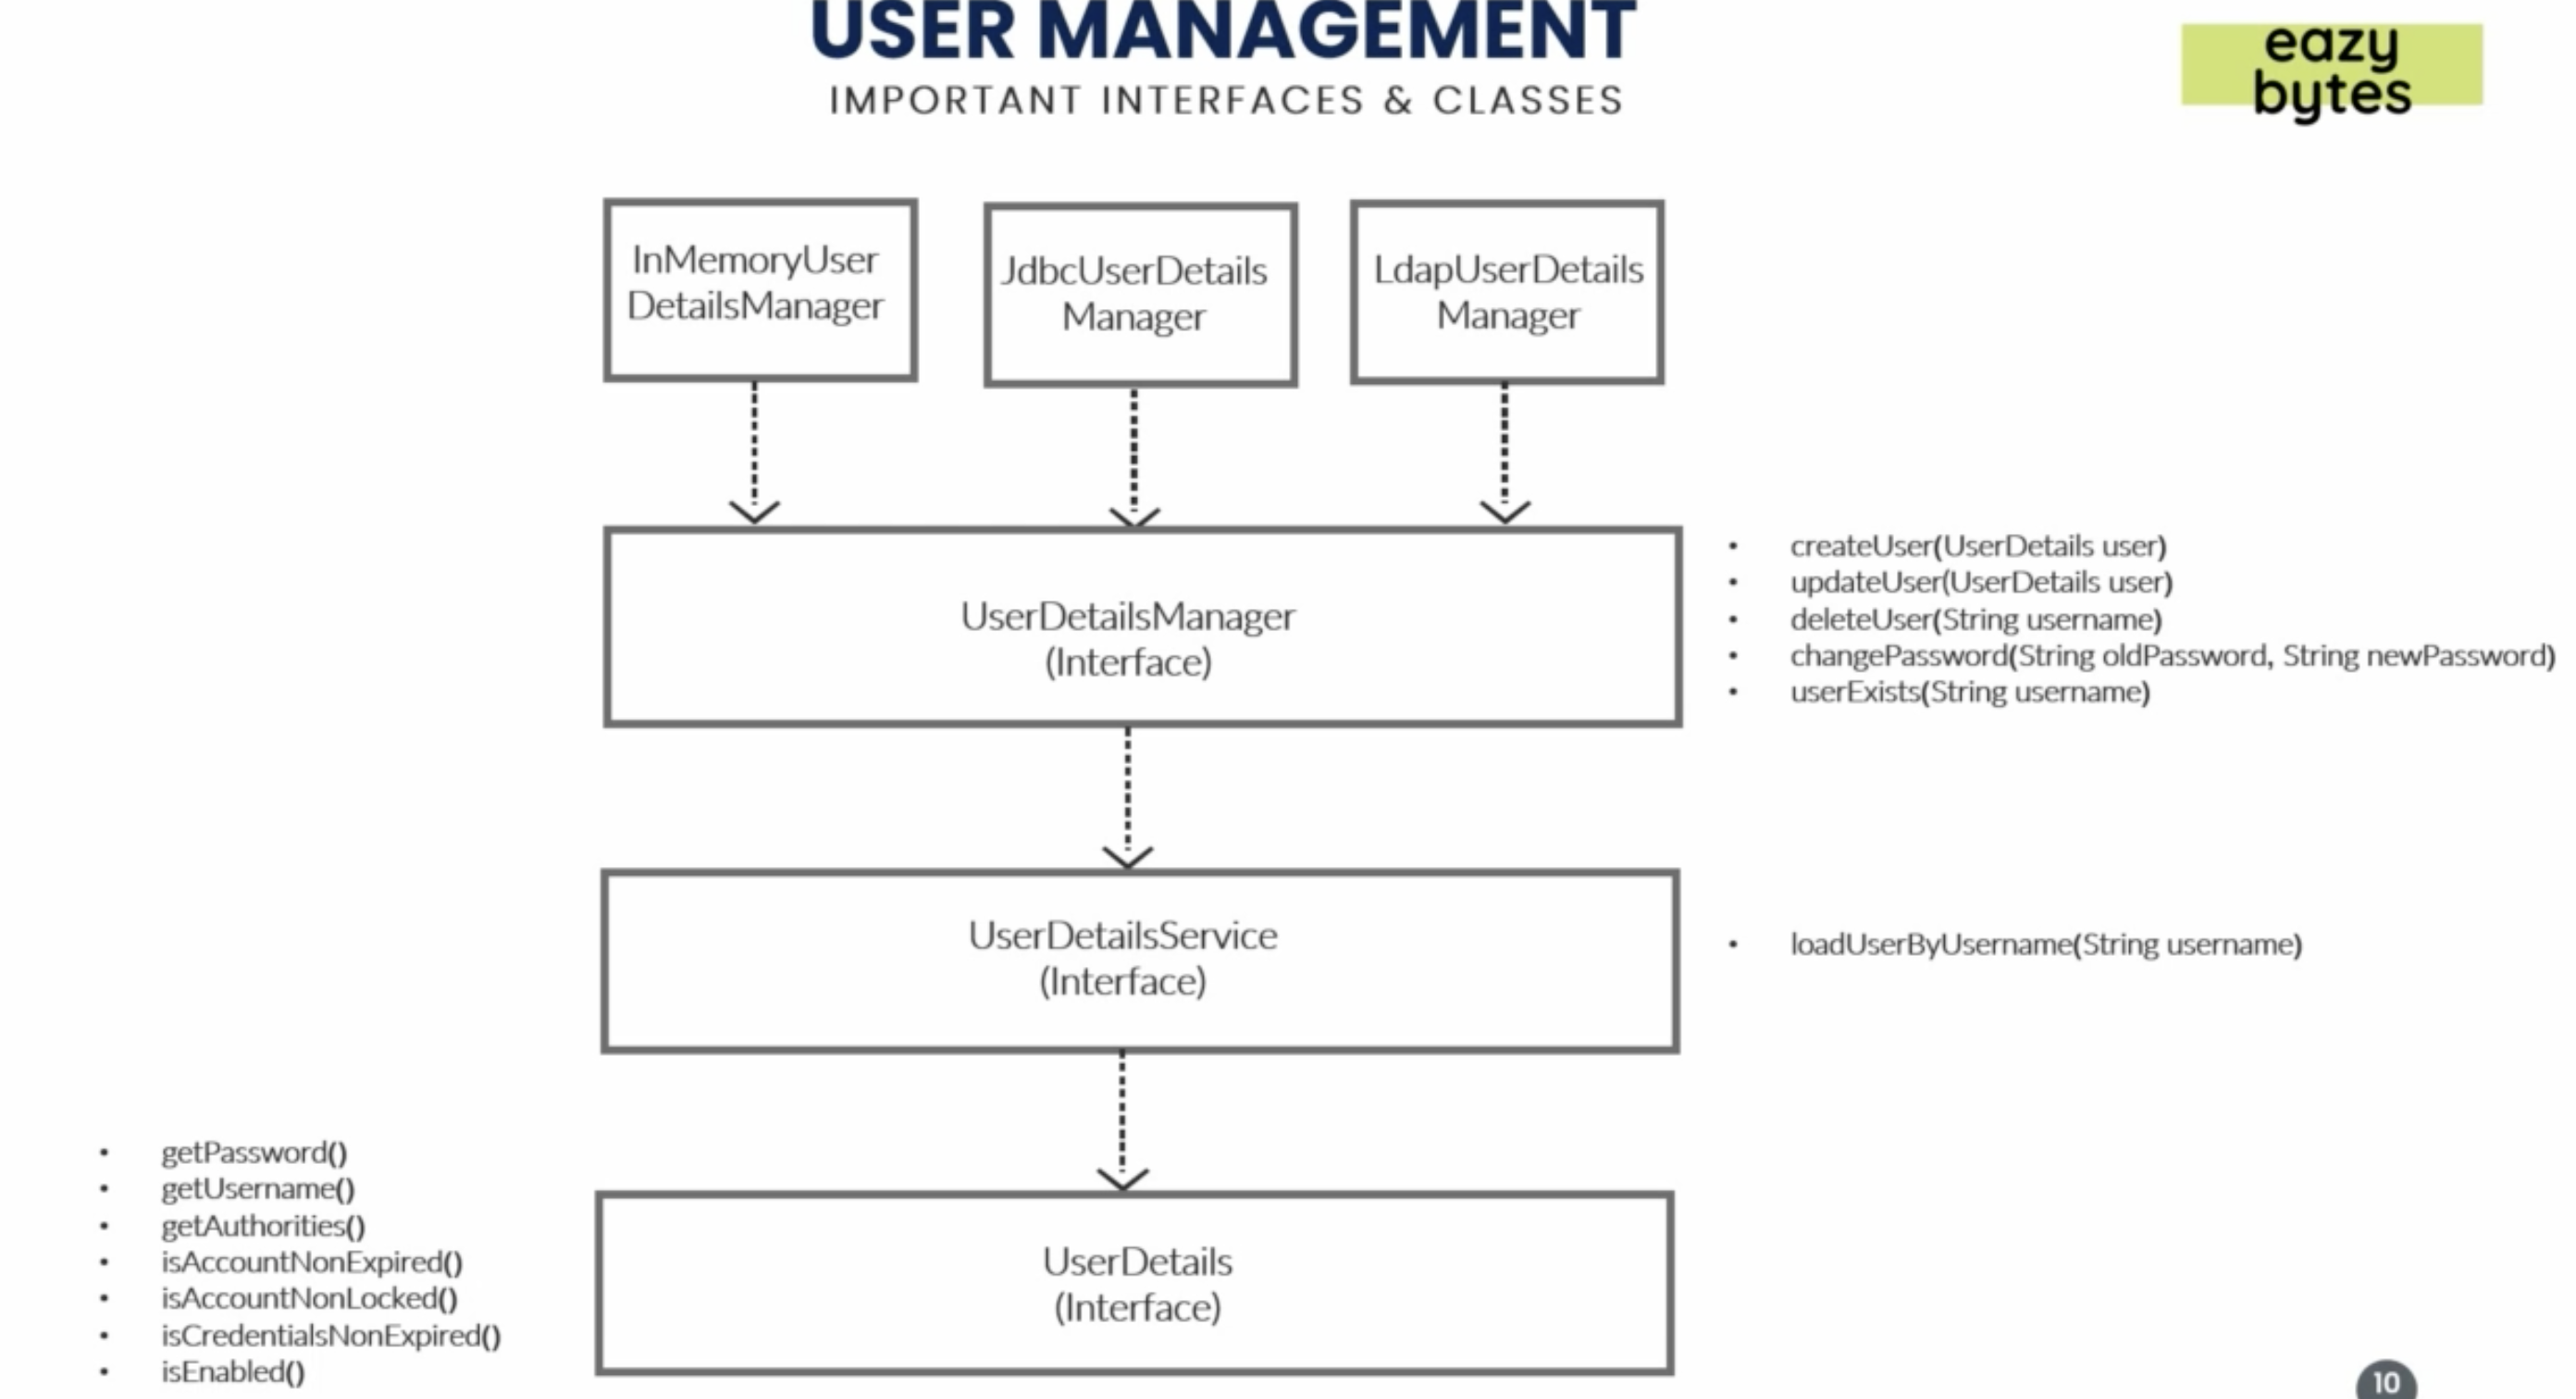 USER MANAGEMENT
IMPORTANT INTERFACES & CLASSES
eazy
bytes
InMemoryUser
DetailsManager
JdbcUserDetails
Manager
LdapUserDetails
Manager
UserDetailsManager
(Interface)
• createUser(UserDetails user)
• updateUser(UserDetails user)
• deleteUser(String username)
• changePassword(String oldPassword, String newPassword)
• userExists(String username)
UserDetailsService
(Interface)
• loadUserByUsername(String username)
• getPassword()
• getUsername()
• getAuthorities()
• isAccountNonExpired()
• isAccountNonLocked()
• isCredentialsNonExpired()
• isEnabled()
UserDetails
(Interface)
10